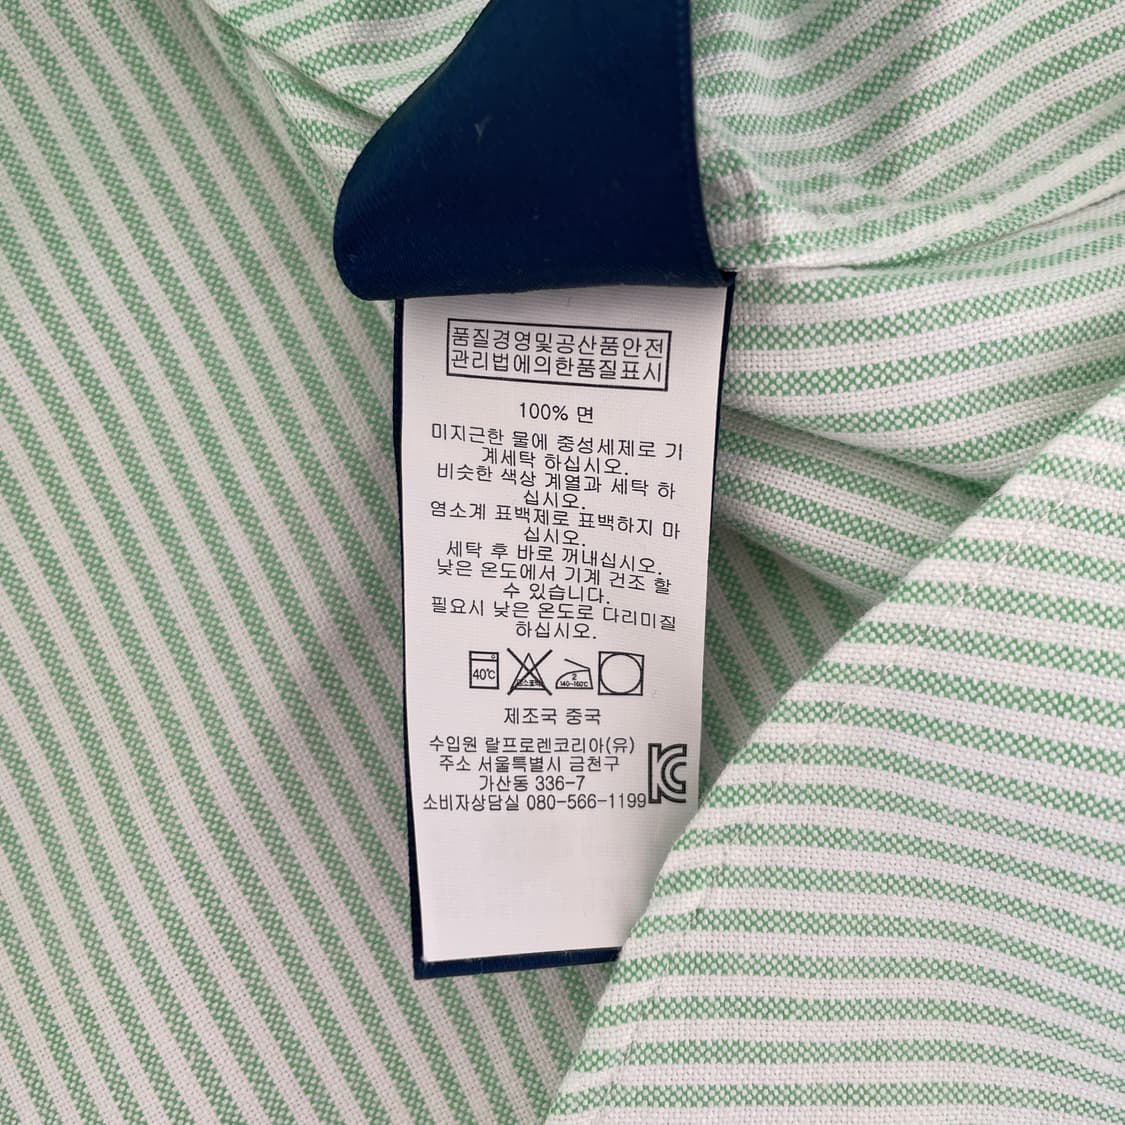 품질경영및공산품안전
관리법에의한품질표시
100% 면
미지근한 물에 중성세제로 기
계세탁 하십시오.
비슷한 색상 계열과 세탁 하
십시오.
염소계 표백제로 표백하지 마
십시오.
세탁 후 바로 꺼내십시오.
낮은 온도에서 기계 건조 할
수 있습니다.
필요시 낮은 온도로 다리미질
하십시오.
40℃
2
140~160℃
제조국 중국
수입원 랄프로렌코리아(유)
주소 서울특별시 금천구
가산동 336-7
소비자상담실 080-566-1199